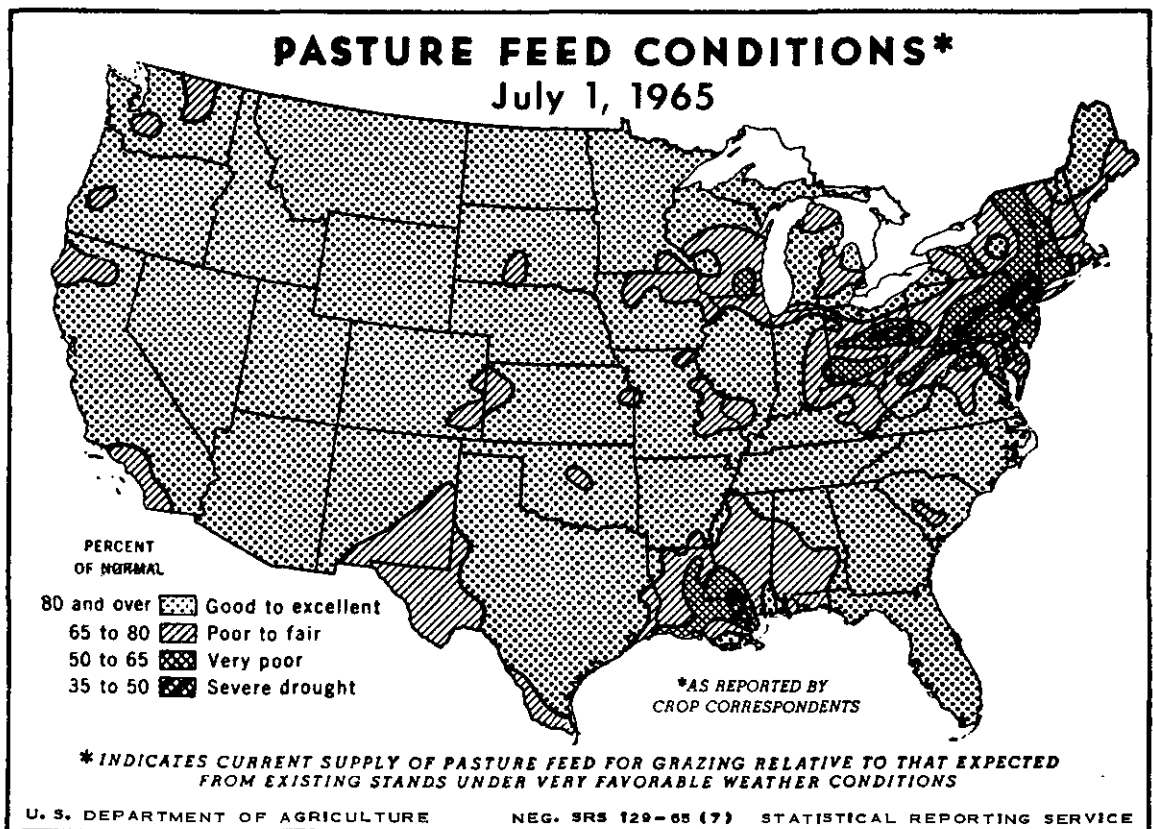 PASTURE FEED CONDITIONS*
July 1, 1965
PERCENT
OF NORMAL
80 and over Good to excellent
65 to 80 Poor to fair
50 to 65 Very poor
35 to 50 Severe drought
*AS REPORTED BY
CROP CORRESPONDENTS
* INDICATES CURRENT SUPPLY OF PASTURE FEED FOR GRAZING RELATIVE TO THAT EXPECTED
FROM EXISTING STANDS UNDER VERY FAVORABLE WEATHER CONDITIONS
U. S. DEPARTMENT OF AGRICULTURE NEG. SRS 129-65 (7) STATISTICAL REPORTING SERVICE